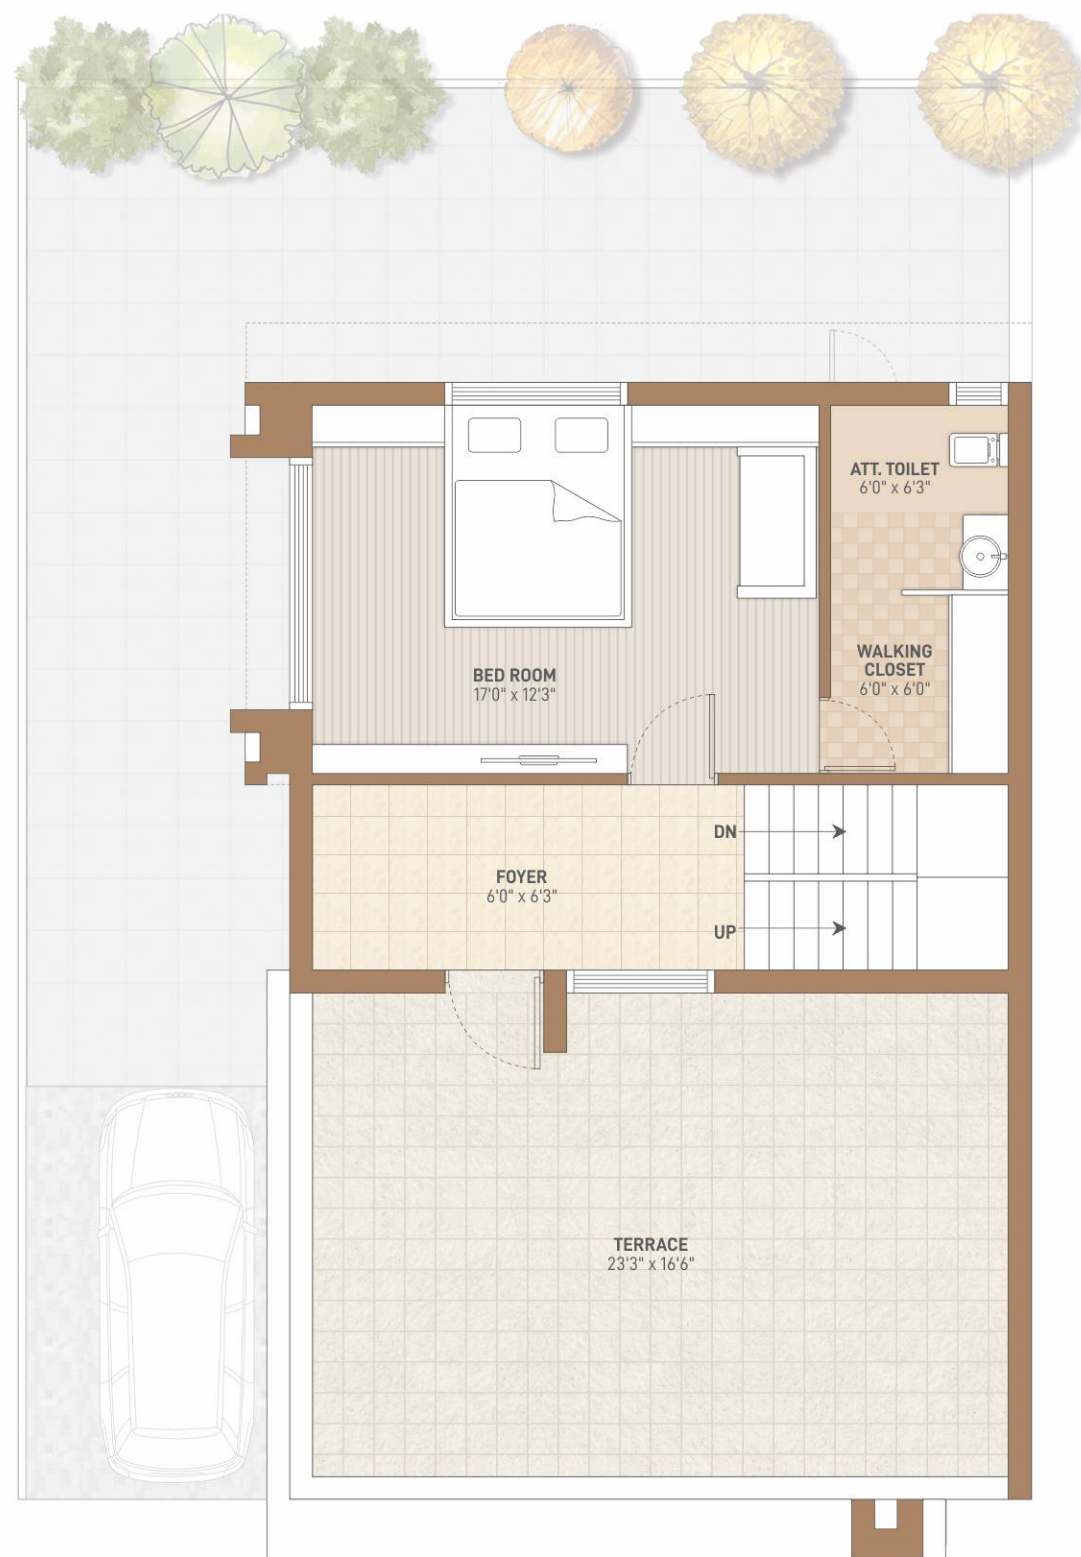 ATT. TOILET
6'0" x 6'3"
WALKING
CLOSET
6'0" x 6'0"
BED ROOM
17'0" x 12'3"
DN
FOYER
6'0" x 6'3"
UP
TERRACE
23'3" x 16'6"